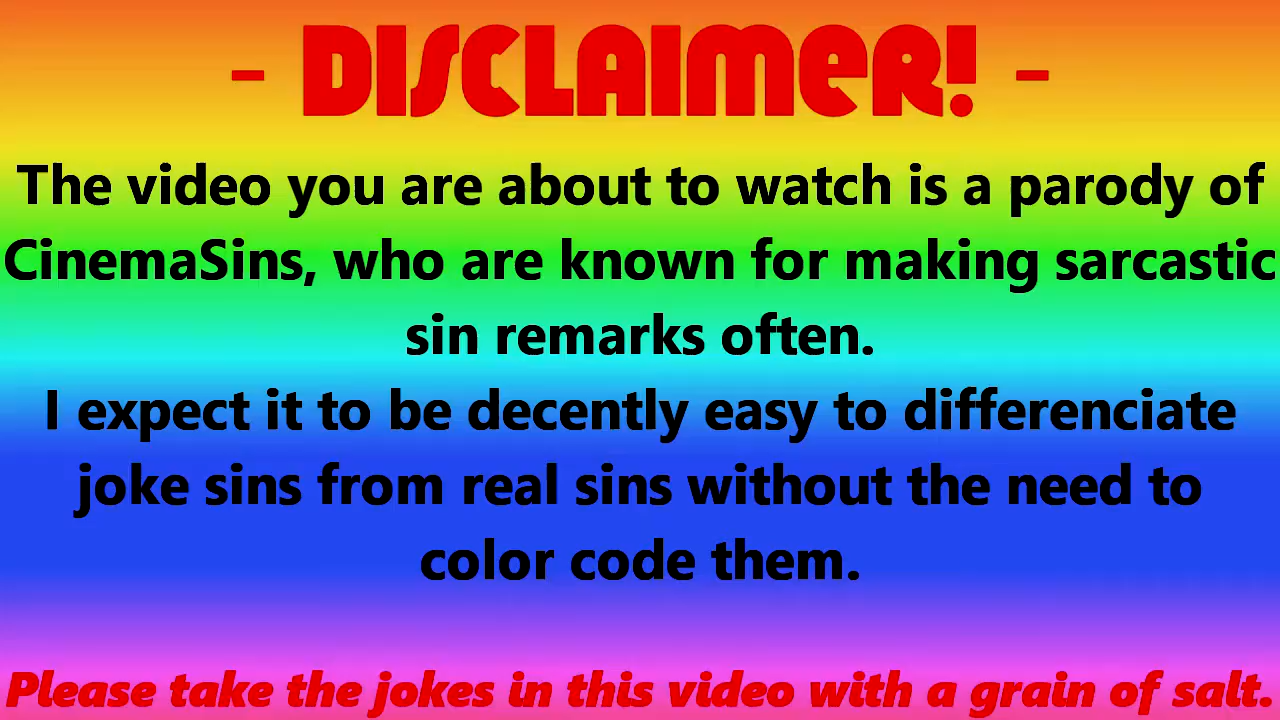 - DISCLAIMER! -
The video you are about to watch is a parody of
CinemaSins, who are known for making sarcastic
sin remarks often.
I expect it to be decently easy to differenciate
joke sins from real sins without the need to
color code them.
Please take the jokes in this video with a grain of salt.